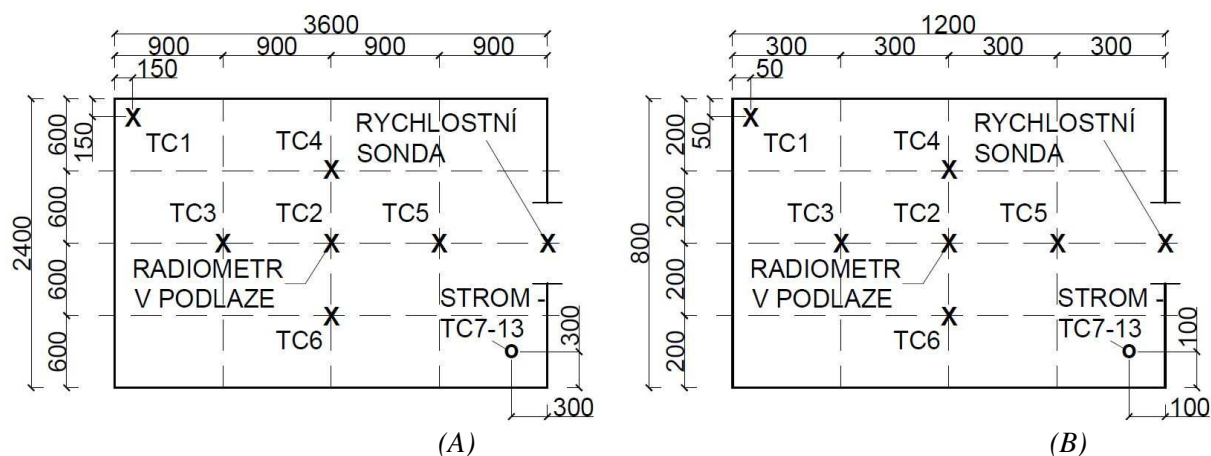 3600
900 900 900 900
150
2400
600
600
600
600
150
TC1
TC4
RYCHLOSTNÍ
SONDA
TC3
TC2
TC5
RADIOMETR
V PODLAZE
STROM -
TC7-13
TC6
300
300
(A)
1200
300 300 300 300
50
800
200
200
200
200
50
TC1
TC4
RYCHLOSTNÍ
SONDA
TC3
TC2
TC5
RADIOMETR
V PODLAZE
STROM -
TC7-13
TC6
100
100
(B)